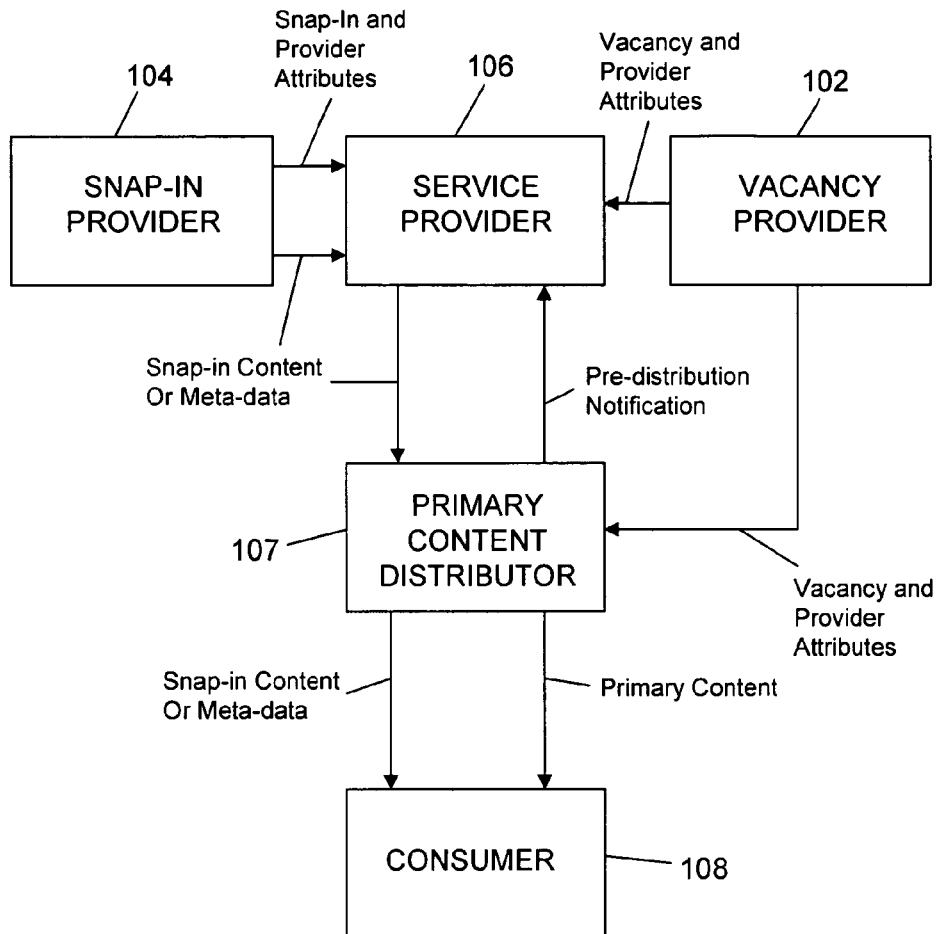 Snap-In and
Provider
Attributes
Vacancy and
Provider
Attributes
104
106
102
SNAP-IN
PROVIDER
SERVICE
PROVIDER
VACANCY
PROVIDER
Snap-in Content
Or Meta-data
Pre-distribution
Notification
PRIMARY
CONTENT
DISTRIBUTOR
107
Vacancy and
Provider
Attributes
Snap-in Content
Or Meta-data
Primary Content
CONSUMER
108